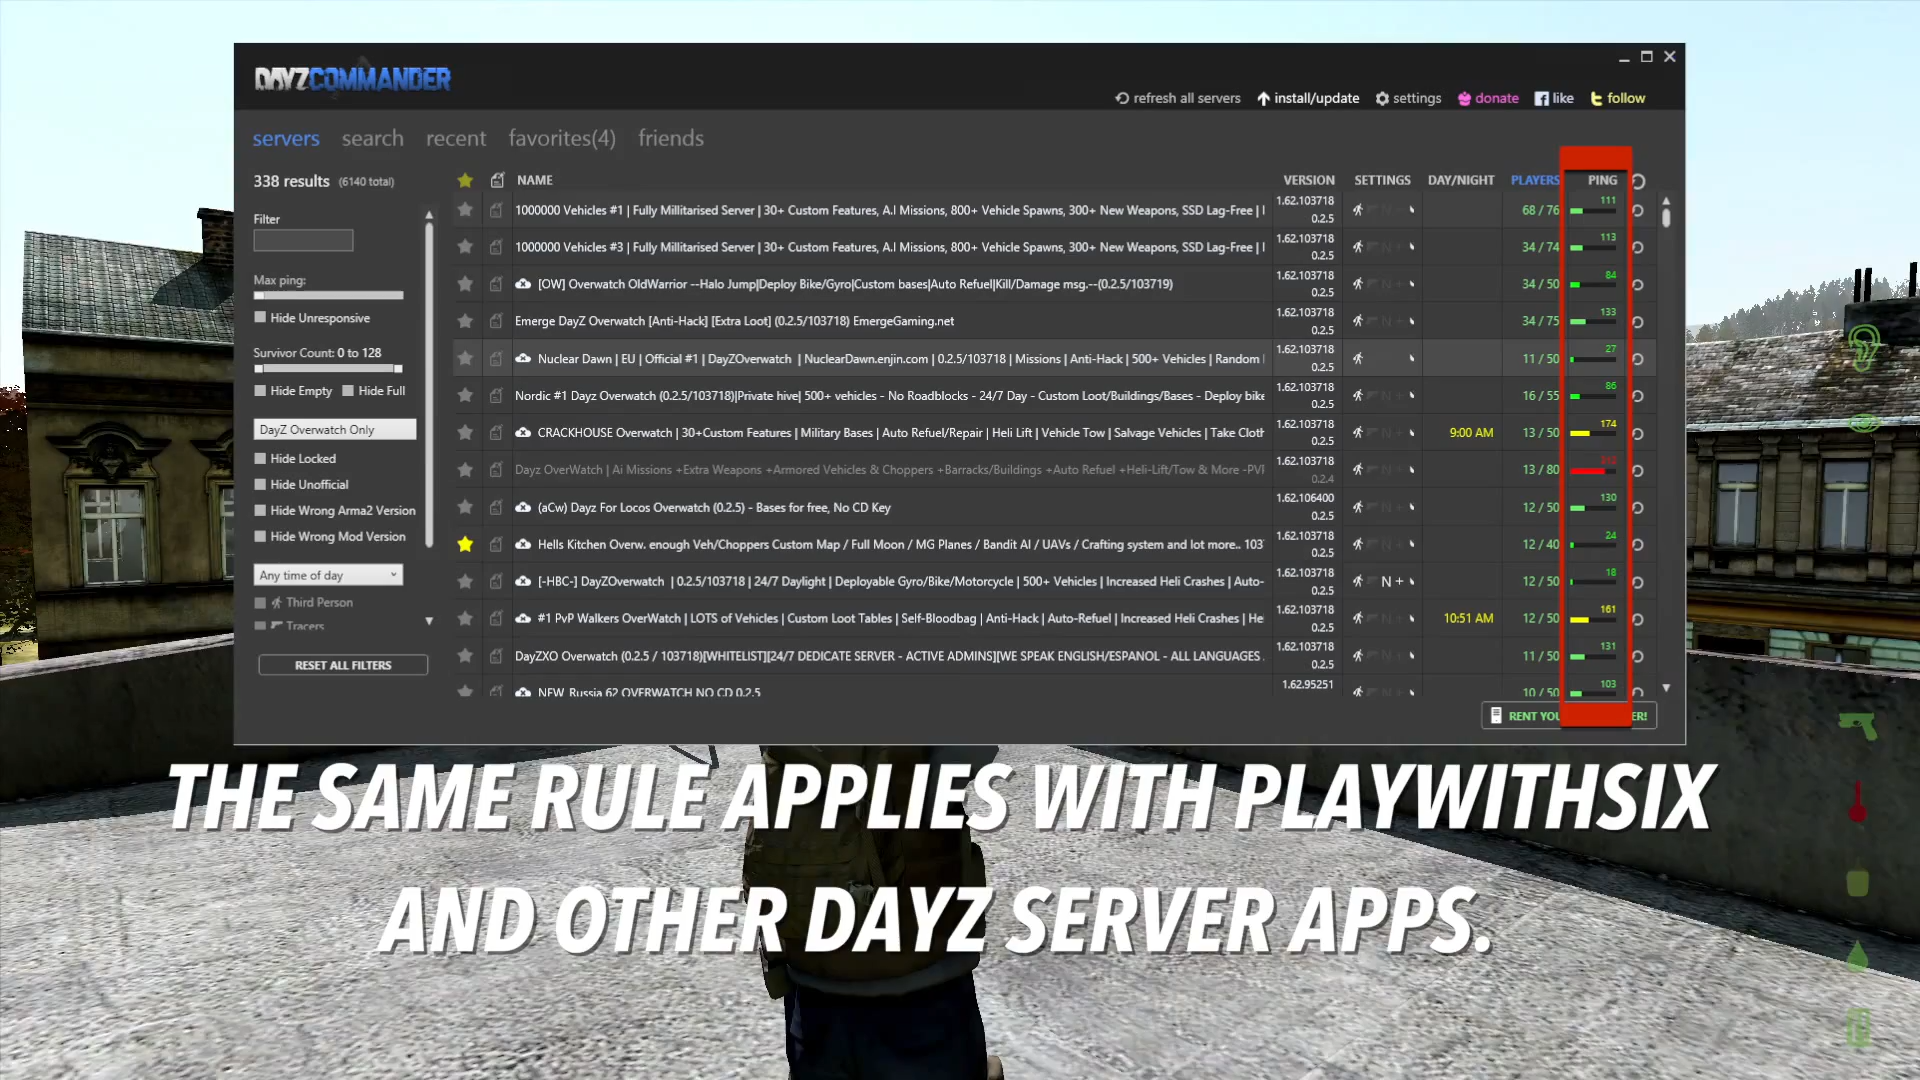 DAYZCOMMANDER
refresh all servers install/update settings donate like follow
servers search recent favorites(4) friends
338 results (6140 total)
NAME VERSION SETTINGS DAY/NIGHT PLAYERS PING
Filter
Max ping:
Hide Unresponsive
Survivor Count: 0 to 128
Hide Empty Hide Full
DayZ Overwatch Only
Hide Locked
Hide Unofficial
Hide Wrong Arma2 Version
Hide Wrong Mod Version
Any time of day
Third Person
Tracers
RESET ALL FILTERS
1000000 Vehicles #1 | Fully Millitarised Server | 30+ Custom Features, A.I Missions, 800+ Vehicle Spawns, 300+ New Weapons, SSD Lag-Free | 1.62.103718 0.2.5 68 / 76 111
1000000 Vehicles #3 | Fully Millitarised Server | 30+ Custom Features, A.I Missions, 800+ Vehicle Spawns, 300+ New Weapons, SSD Lag-Free | 1.62.103718 0.2.5 34 / 74 113
[OW] Overwatch OldWarrior --Halo Jump|Deploy Bike/Gyro|Custom bases|Auto Refuel|Kill/Damage msg.--(0.2.5/103719) 1.62.103718 0.2.5 34 / 50 84
Emerge DayZ Overwatch [Anti-Hack] [Extra Loot] (0.2.5/103718) EmergeGaming.net 1.62.103718 0.2.5 34 / 75 133
Nuclear Dawn | EU | Official #1 | DayZOverwatch | NuclearDawn.enjin.com | 0.2.5/103718 | Missions | Anti-Hack | 500+ Vehicles | Random 1.62.103718 0.2.5 11 / 50 27
Nordic #1 Dayz Overwatch (0.2.5/103718)|Private hive| 500+ vehicles - No Roadblocks - 24/7 Day - Custom Loot/Buildings/Bases - Deploy bike 1.62.103718 0.2.5 16 / 55 86
CRACKHOUSE Overwatch | 30+Custom Features | Military Bases | Auto Refuel/Repair | Heli Lift | Vehicle Tow | Salvage Vehicles | Take Cloth 1.62.103718 0.2.5 9:00 AM 13 / 50 174
Dayz OverWatch | Ai Missions +Extra Weapons +Armored Vehicles & Choppers +Barracks/Buildings +Auto Refuel +Heli-Lift/Tow & More -PVP 1.62.103718 0.2.4 13 / 80
(aCw) Dayz For Locos Overwatch (0.2.5) - Bases for free, No CD Key 1.62.106400 0.2.5 12 / 50 130
Hells Kitchen Overw. enough Veh/Choppers Custom Map / Full Moon / MG Planes / Bandit AI / UAVs / Crafting system and lot more.. 103 1.62.103718 0.2.5 12 / 40 24
[-HBC-] DayZOverwatch | 0.2.5/103718 | 24/7 Daylight | Deployable Gyro/Bike/Motorcycle | 500+ Vehicles | Increased Heli Crashes | Auto- 1.62.103718 0.2.5 N + 12 / 50 18
#1 PvP Walkers OverWatch | LOTS of Vehicles | Custom Loot Tables | Self-Bloodbag | Anti-Hack | Auto-Refuel | Increased Heli Crashes | He 1.62.103718 0.2.5 10:51 AM 12 / 50 161
DayZXO Overwatch (0.2.5 / 103718)[WHITELIST][24/7 DEDICATE SERVER - ACTIVE ADMINS][WE SPEAK ENGLISH/ESPANOL - ALL LANGUAGES 1.62.103718 0.2.5 11 / 50 131
NEW Russia 62 OVERWATCH NO CD 0.2.5 1.62.95251 10 / 50 103
RENT YOU ER!
THE SAME RULE APPLIES WITH PLAYWITHSIX
AND OTHER DAYZ SERVER APPS.